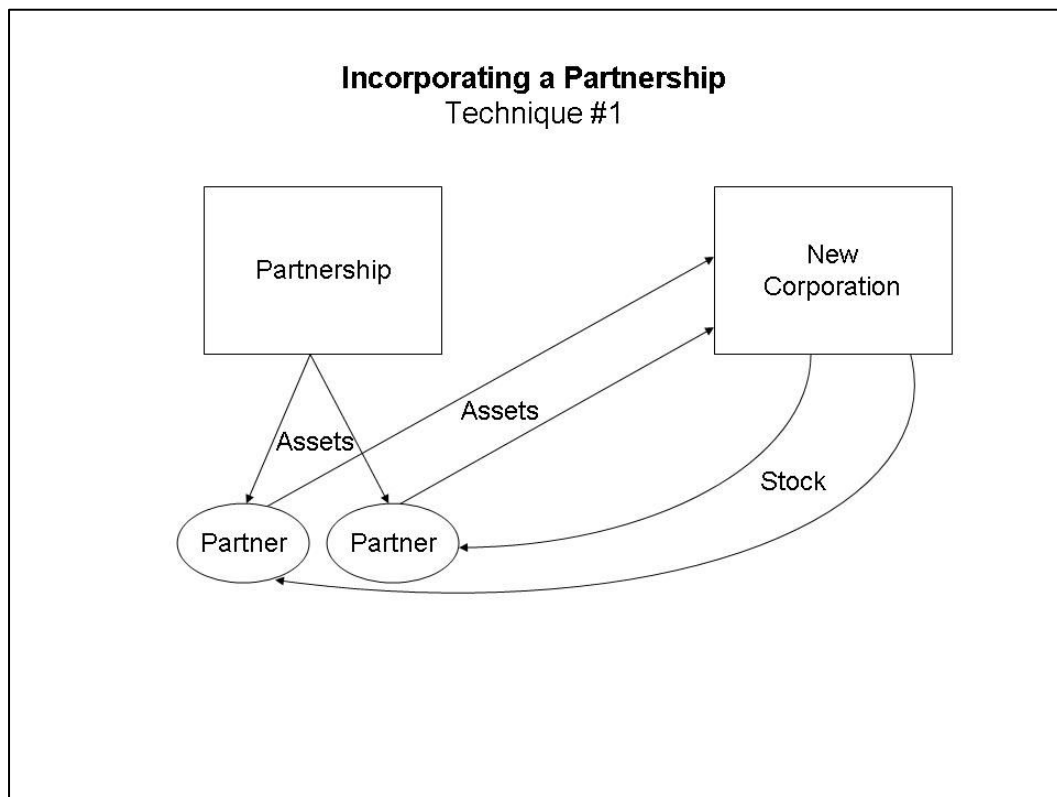 Incorporating a Partnership
Technique #1
Partnership
New
Corporation
Assets
Assets
Stock
Partner
Partner